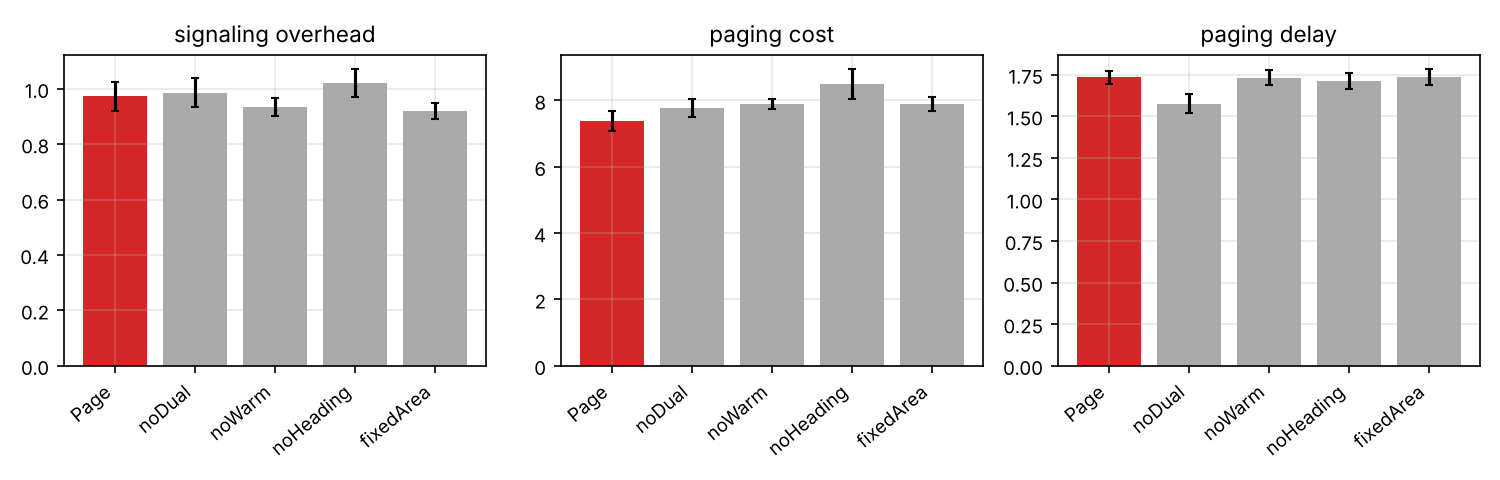 signaling overhead
1.0
0.8
0.6
0.4
0.2
0.0
Page
noDual
noWarm
noHeading
fixedArea
paging cost
8
6
4
2
0
Page
noDual
noWarm
noHeading
fixedArea
paging delay
1.75
1.50
1.25
1.00
0.75
0.50
0.25
0.00
Page
noDual
noWarm
noHeading
fixedArea